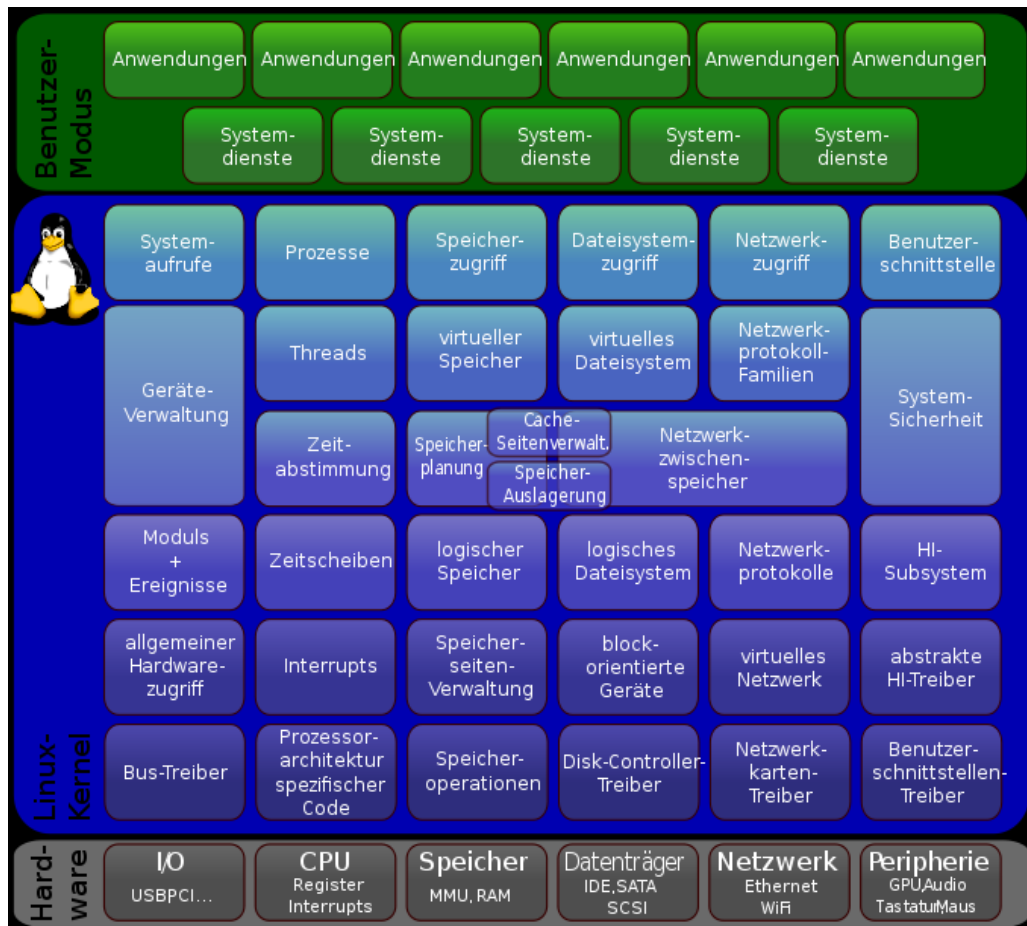 Benutzer-
Modus
Anwendungen
Anwendungen
Anwendungen
Anwendungen
Anwendungen
Anwendungen
System-
dienste
System-
dienste
System-
dienste
System-
dienste
System-
dienste
Linux-
Kernel
System-
aufrufe
Prozesse
Speicher-
zugriff
Dateisystem-
zugriff
Netzwerk-
zugriff
Benutzer-
schnittstelle
Geräte-
Verwaltung
Threads
virtueller
Speicher
virtuelles
Dateisystem
Netzwerk-
protokoll-
Familien
System-
Sicherheit
Zeit-
abstimmung
Speicher-
planung
Cache-
Seitenverwalt.
Speicher-
Auslagerung
Netzwerk-
zwischen-
speicher
Moduls
+
Ereignisse
Zeitscheiben
logischer
Speicher
logisches
Dateisystem
Netzwerk-
protokolle
HI-
Subsystem
allgemeiner
Hardware-
zugriff
Interrupts
Speicher-
seiten-
Verwaltung
block-
orientierte
Geräte
virtuelles
Netzwerk
abstrakte
HI-Treiber
Bus-Treiber
Prozessor-
architektur
spezifischer
Code
Speicher-
operationen
Disk-Controller-
Treiber
Netzwerk-
karten-
Treiber
Benutzer-
schnittstellen-
Treiber
Hard-
ware
I/O
USBPCI...
CPU
Register
Interrupts
Speicher
MMU, RAM
Datenträger
IDE,SATA
SCSI
Netzwerk
Ethernet
WiFi
Peripherie
GPU,Audio
Tastatur,Maus